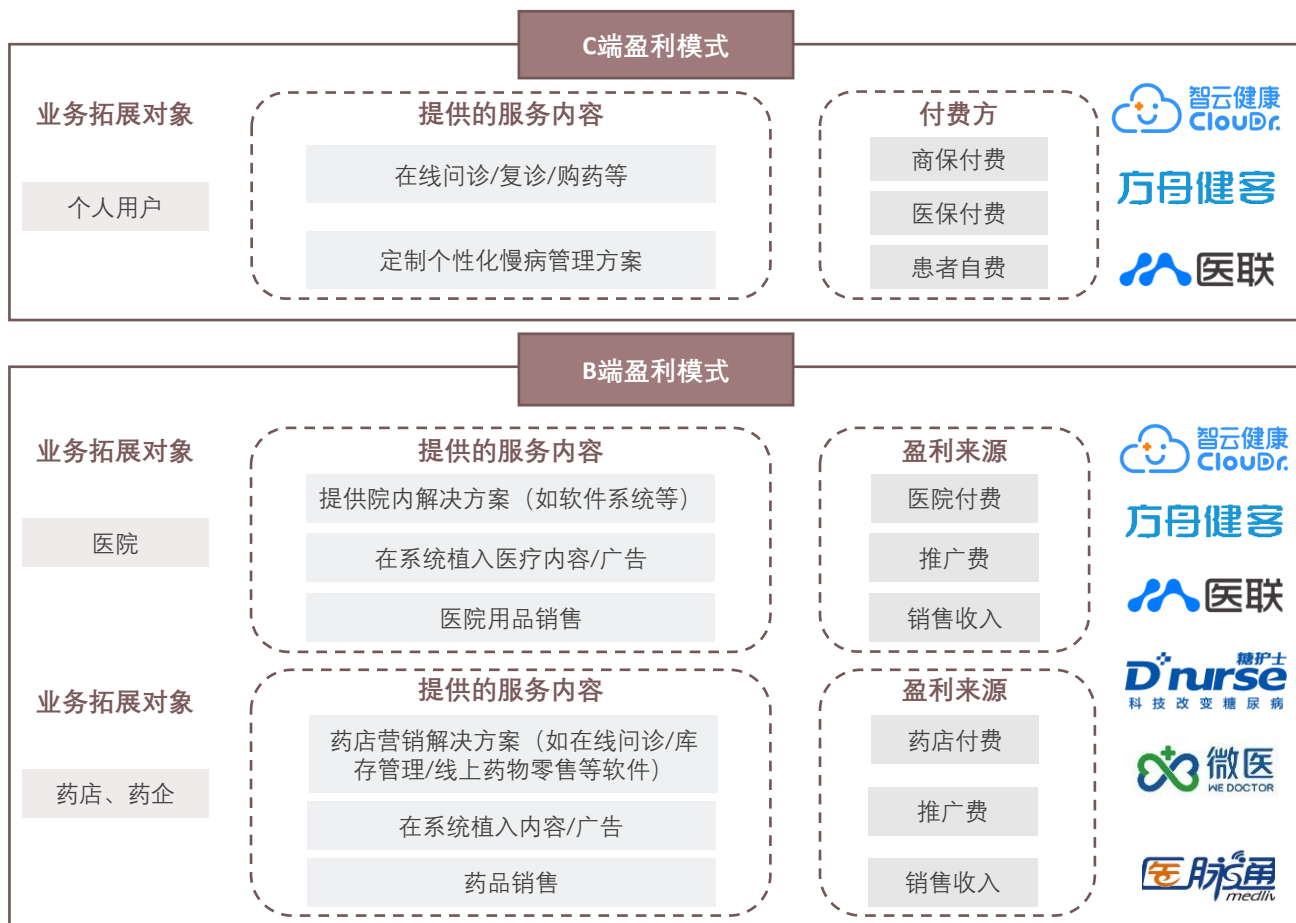 C端盈利模式
业务拓展对象
个人用户
提供的服务内容
在线问诊/复诊/购药等
定制个性化慢病管理方案
付费方
商保付费
医保付费
患者自费
智云健康
ClouDr.
方舟健客
医联
B端盈利模式
业务拓展对象
医院
提供的服务内容
提供院内解决方案（如软件系统等）
在系统植入医疗内容/广告
医院用品销售
盈利来源
医院付费
推广费
销售收入
业务拓展对象
药店、药企
提供的服务内容
药店营销解决方案（如在线问诊/库
存管理/线上药物零售等软件）
在系统植入内容/广告
药品销售
盈利来源
药店付费
推广费
销售收入
智云健康
ClouDr.
方舟健客
医联
糖护士
D'nurse
科技改变糖尿病
微医
WE DOCTOR
医脉通
medliv